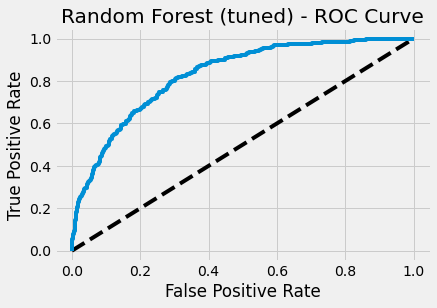 Random Forest (tuned) - ROC Curve
True Positive Rate
1.0
0.8
0.6
0.4
0.2
0.0
0.0 0.2 0.4 0.6 0.8 1.0
False Positive Rate